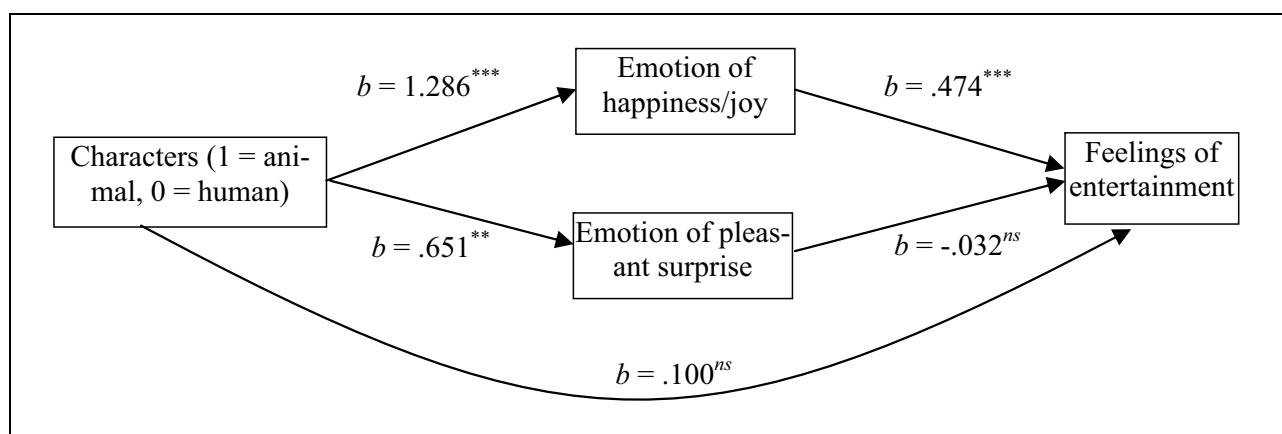 Emotion of
happiness/joy
b = 1.286***
b = .474***
Characters (1 = ani-
mal, 0 = human)
Feelings of
entertainment
Emotion of pleas-
ant surprise
b = .651**
b = -.032ns
b = .100ns